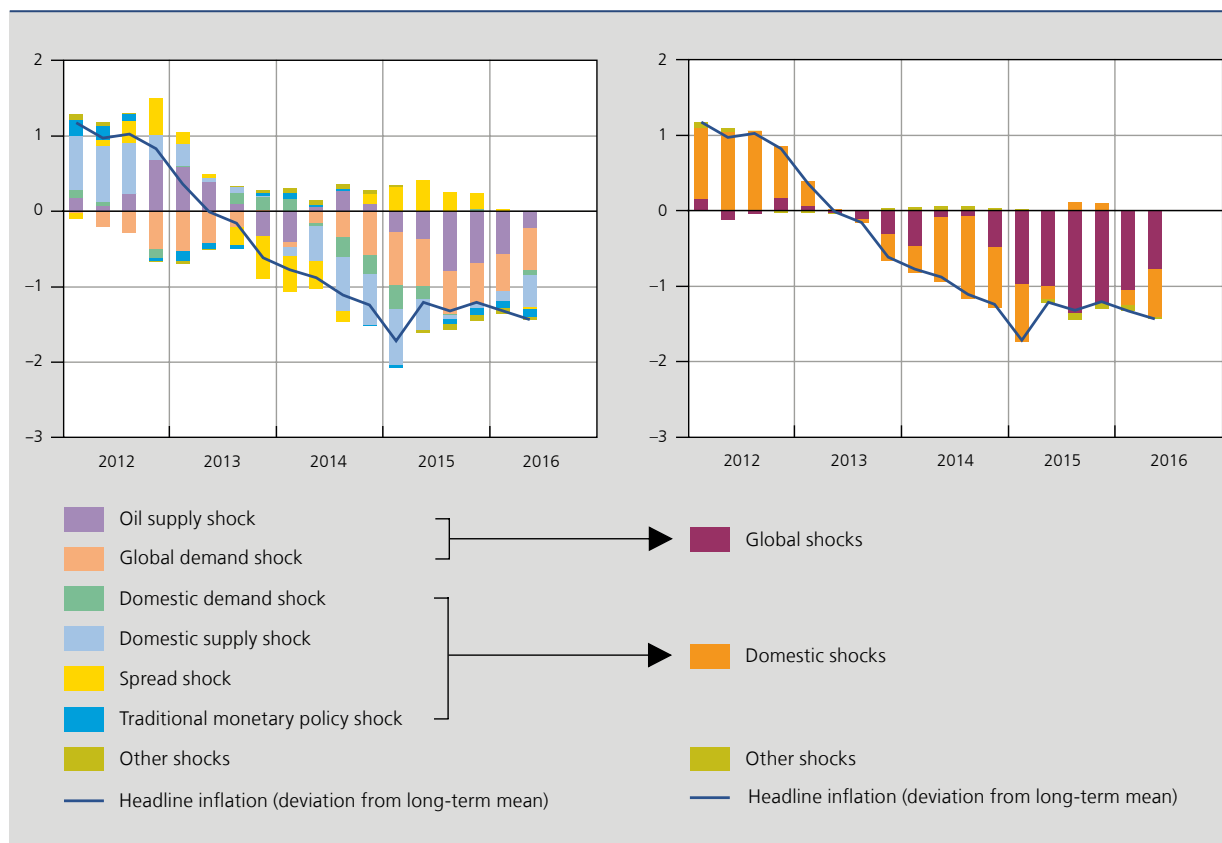 2
1
0
−1
−2
−3
2012
2013
2014
2015
2016
2
1
0
−1
−2
−3
2012
2013
2014
2015
2016
Oil supply shock
Global demand shock
Domestic demand shock
Domestic supply shock
Spread shock
Traditional monetary policy shock
Other shocks
Headline inflation (deviation from long-term mean)
Global shocks
Domestic shocks
Other shocks
Headline inflation (deviation from long-term mean)